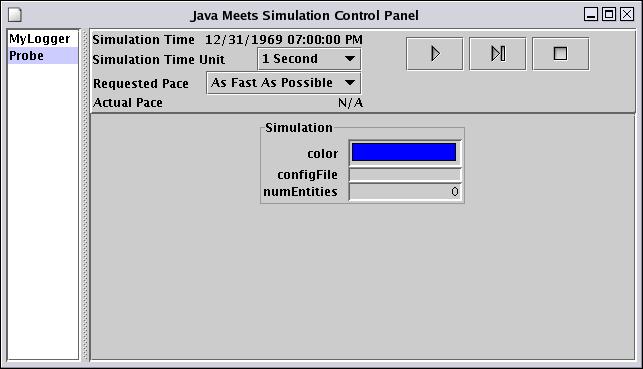 Java Meets Simulation Control Panel
MyLogger
Probe
Simulation Time 12/31/1969 07:00:00 PM
Simulation Time Unit 1 Second
Requested Pace As Fast As Possible
Actual Pace N/A
Simulation
color
configFile
numEntities 0